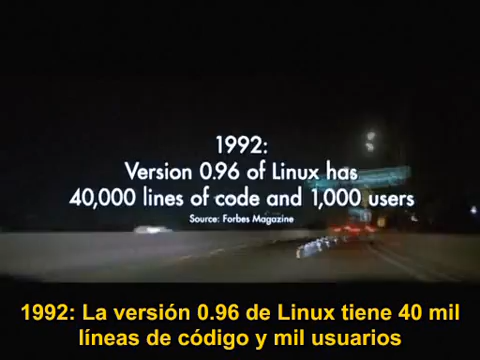 1992:
Version 0.96 of Linux has
40,000 lines of code and 1,000 users
Source: Forbes Magazine
1992: La versión 0.96 de Linux tiene 40 mil
líneas de código y mil usuarios